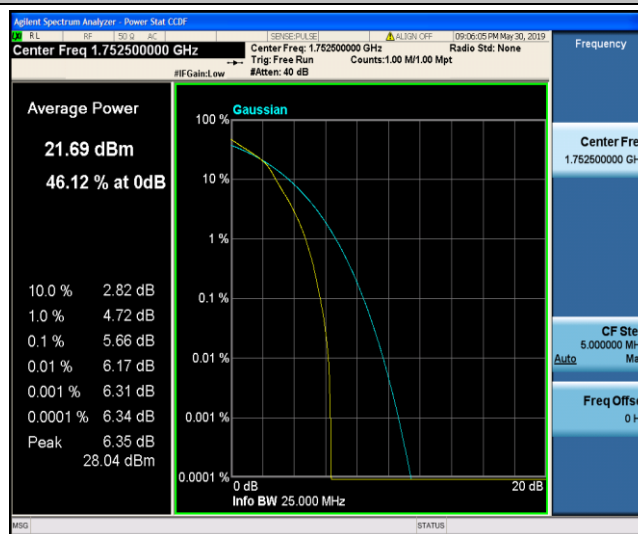 Agilent Spectrum Analyzer - Power Stat CCDF
RL RF 50 Ω AC SENSE:PULSE ALIGN OFF 09:06:05 PM May 30, 2019
Center Freq 1.752500000 GHz
Center Freq: 1.752500000 GHz Radio Std: None
Trig: Free Run Counts:1.00 M/1.00 Mpt
#IFGain:Low #Atten: 40 dB
Frequency
Average Power
21.69 dBm
46.12 % at 0dB
10.0 % 2.82 dB
1.0 % 4.72 dB
0.1 % 5.66 dB
0.01 % 6.17 dB
0.001 % 6.31 dB
0.0001 % 6.34 dB
Peak 6.35 dB
28.04 dBm
Gaussian
100 %
10 %
1 %
0.1 %
0.01 %
0.001 %
0.0001 %
0 dB 20 dB
Info BW 25.000 MHz
Center Fre
1.752500000 GH
CF Ste
5.000000 MH
Auto Ma
Freq Offse
0 H
MSG STATUS